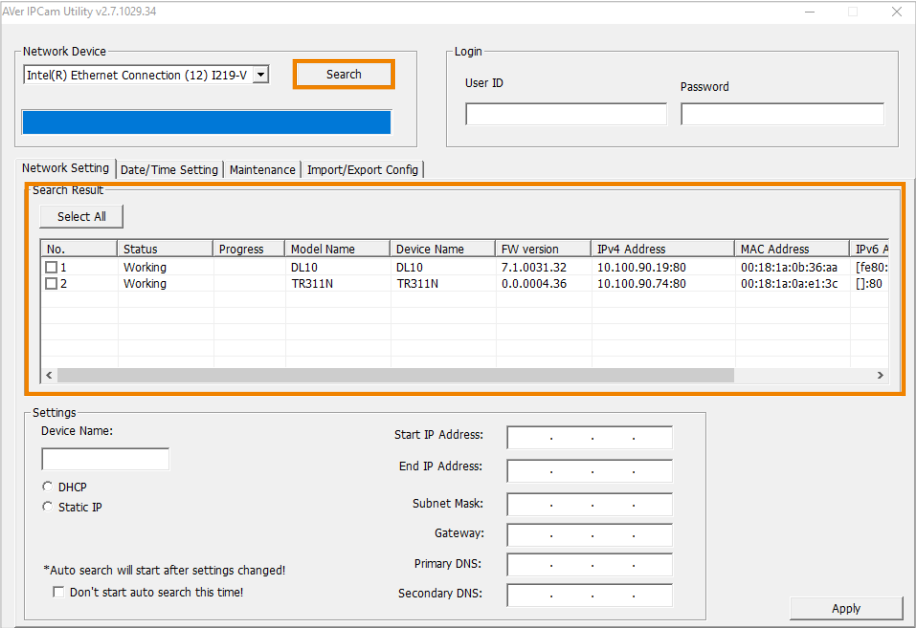 AVer IPCam Utility v2.7.1029.34
Network Device
Intel(R) Ethernet Connection (12) I219-V
Search
Login
User ID
Password
Network Setting Date/Time Setting Maintenance Import/Export Config
Search Result
Select All
No. Status Progress Model Name Device Name FW version IPv4 Address MAC Address IPv6 A
1 Working DL10 DL10 7.1.0031.32 10.100.90.19:80 00:18:1a:0b:36:aa [fe80:
2 Working TR311N TR311N 0.0.0004.36 10.100.90.74:80 00:18:1a:0a:e1:3c []:80
Settings
Device Name:
DHCP
Static IP
*Auto search will start after settings changed!
Don't start auto search this time!
Start IP Address: . . .
End IP Address: . . .
Subnet Mask: . . .
Gateway: . . .
Primary DNS: . . .
Secondary DNS: . . .
Apply